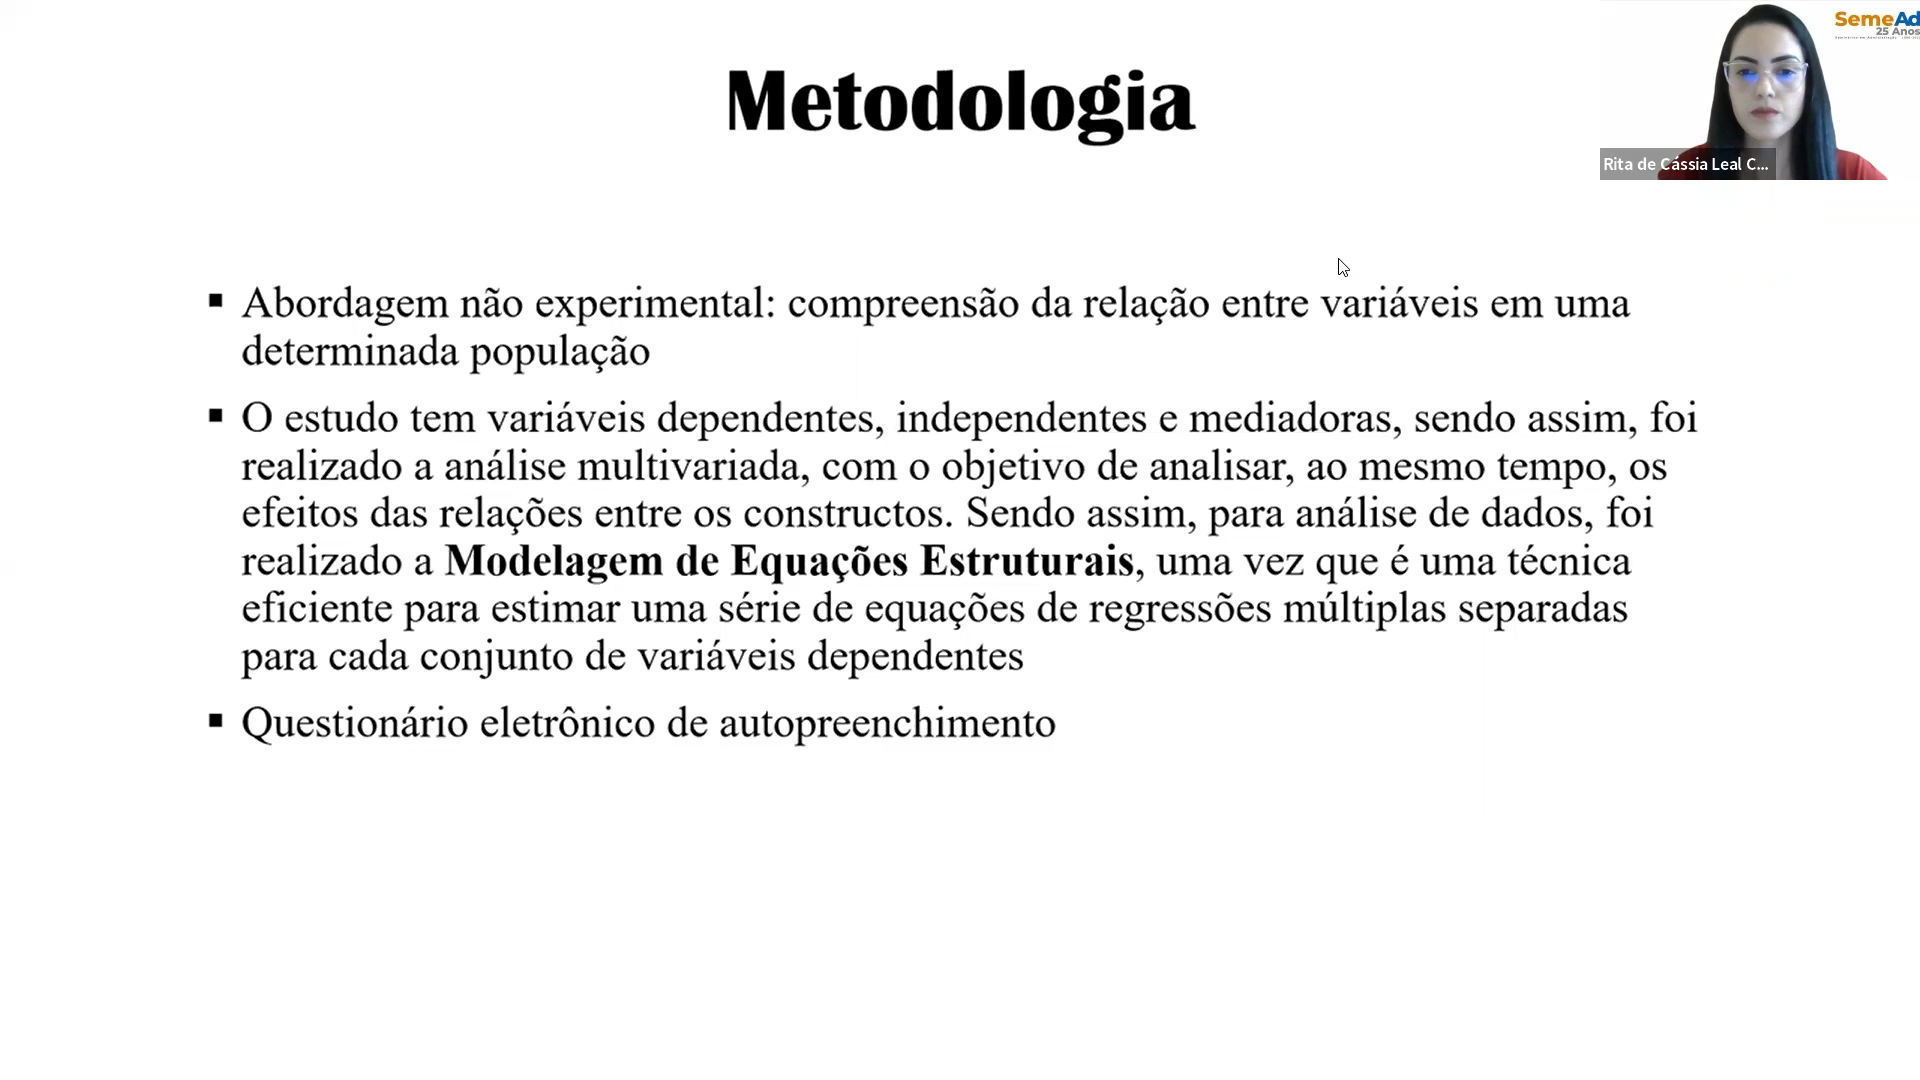 SemeAd
25 Anos
Metodologia
Rita de Cássia Leal C...
▪ Abordagem não experimental: compreensão da relação entre variáveis em uma
determinada população
▪ O estudo tem variáveis dependentes, independentes e mediadoras, sendo assim, foi
realizado a análise multivariada, com o objetivo de analisar, ao mesmo tempo, os
efeitos das relações entre os constructos. Sendo assim, para análise de dados, foi
realizado a Modelagem de Equações Estruturais, uma vez que é uma técnica
eficiente para estimar uma série de equações de regressões múltiplas separadas
para cada conjunto de variáveis dependentes
▪ Questionário eletrônico de autopreenchimento